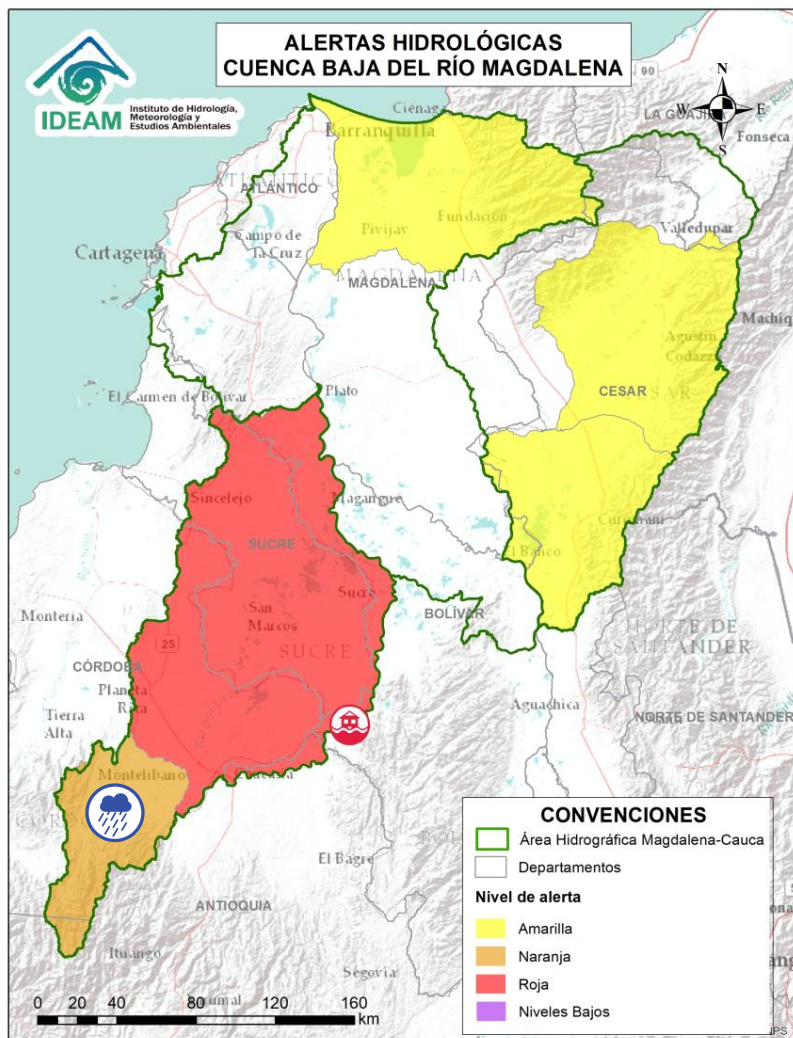 ALERTAS HIDROLÓGICAS
CUENCA BAJA DEL RÍO MAGDALENA
IDEAM
Instituto de Hidrología,
Meteorología y
Estudios Ambientales
90
N
W E
S
Ciénaga
LA GUAJIRA
Barranquilla
Fonseca
ATLÁNTICO
Fundación
Pivijay
Valledupar
Cartagena
Campo de
la Cruz
MAGDALENA
MAGDALENA
Machiq
Agustín
Codazzi
El Carmen de Bolívar
Plato
CESAR
Sincelejo
Magangue
SUCRE
El Banco
San
Marcos
Sucre
BOLÍVAR
Montería
25
SUCRE
NORTE DE
SANTANDER
CÓRDOBA
Planeta
Rica
Tierra
Alta
Aguachica
NORTE DE SANTANDER
Montelíbano
El Bagre
ANTIOQUIA
Ituango
Segovia
CONVENCIONES
Área Hidrográfica Magdalena-Cauca
Departamentos
Nivel de alerta
Amarilla
Naranja
Roja
Niveles Bajos
0 20 40 80 120 160
km